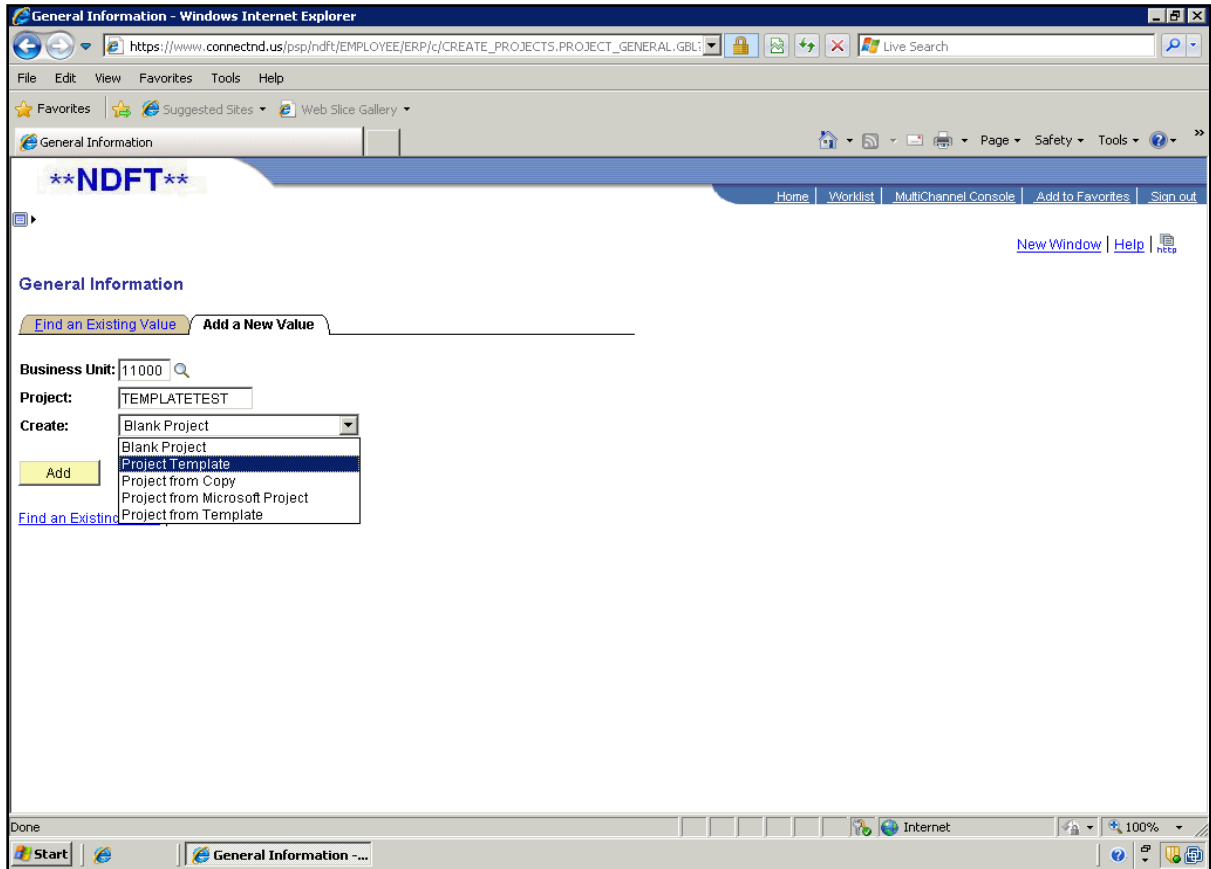 General Information - Windows Internet Explorer
https://www.connectnd.us/psp/ndft/EMPLOYEE/ERP/c/CREATE_PROJECTS.PROJECT_GENERAL.GBL?
Live Search
File Edit View Favorites Tools Help
Favorites Suggested Sites Web Slice Gallery
General Information Page Safety Tools »
**NDFT**
Home Worklist MultiChannel Console Add to Favorites Sign out
New Window | Help | http
General Information
Find an Existing Value Add a New Value
Business Unit: 11000
Project: TEMPLATETEST
Create: Blank Project
Blank Project
Project Template
Project from Copy
Project from Microsoft Project
Project from Template
Add
Find an Existing
Done Internet 100%
Start General Information -...